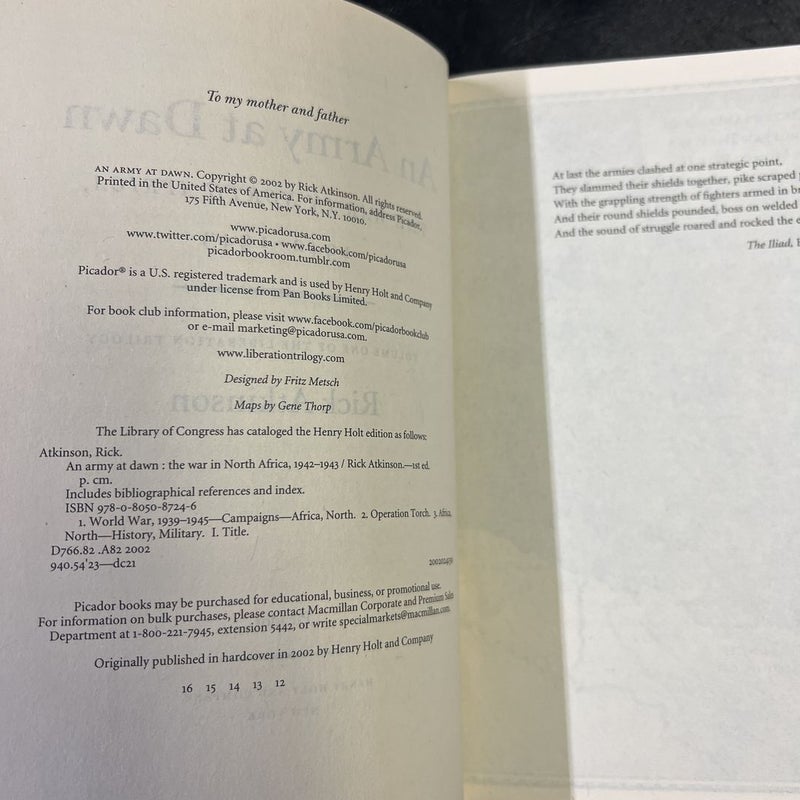 To my mother and father
AN ARMY AT DAWN. Copyright © 2002 by Rick Atkinson. All rights reserved.
Printed in the United States of America. For information, address Picador,
175 Fifth Avenue, New York, N.Y. 10010.
www.picadorusa.com
www.twitter.com/picadorusa • www.facebook.com/picadorusa
picadorbookroom.tumblr.com
Picador® is a U.S. registered trademark and is used by Henry Holt and Company
under license from Pan Books Limited.
For book club information, please visit www.facebook.com/picadorbookclub
or e-mail marketing@picadorusa.com.
www.liberationtrilogy.com
Designed by Fritz Metsch
Maps by Gene Thorp
The Library of Congress has cataloged the Henry Holt edition as follows:
Atkinson, Rick.
An army at dawn : the war in North Africa, 1942–1943 / Rick Atkinson.—1st ed.
p. cm.
Includes bibliographical references and index.
ISBN 978-0-8050-8724-6
1. World War, 1939–1945—Campaigns—Africa, North. 2. Operation Torch. 3. Africa,
North—History, Military. I. Title.
D766.82 .A82 2002
940.54'23—dc21
Picador books may be purchased for educational, business, or promotional use.
For information on bulk purchases, please contact Macmillan Corporate and Premium Sales
Department at 1-800-221-7945, extension 5442, or write specialmarkets@macmillan.com.
Originally published in hardcover in 2002 by Henry Holt and Company
16 15 14 13 12
At last the armies clashed at one strategic point,
They slammed their shields together, pike scraped
With the grappling strength of fighters armed in
And their round shields pounded, boss on welded
And the sound of struggle roared and rocked the
The Iliad,